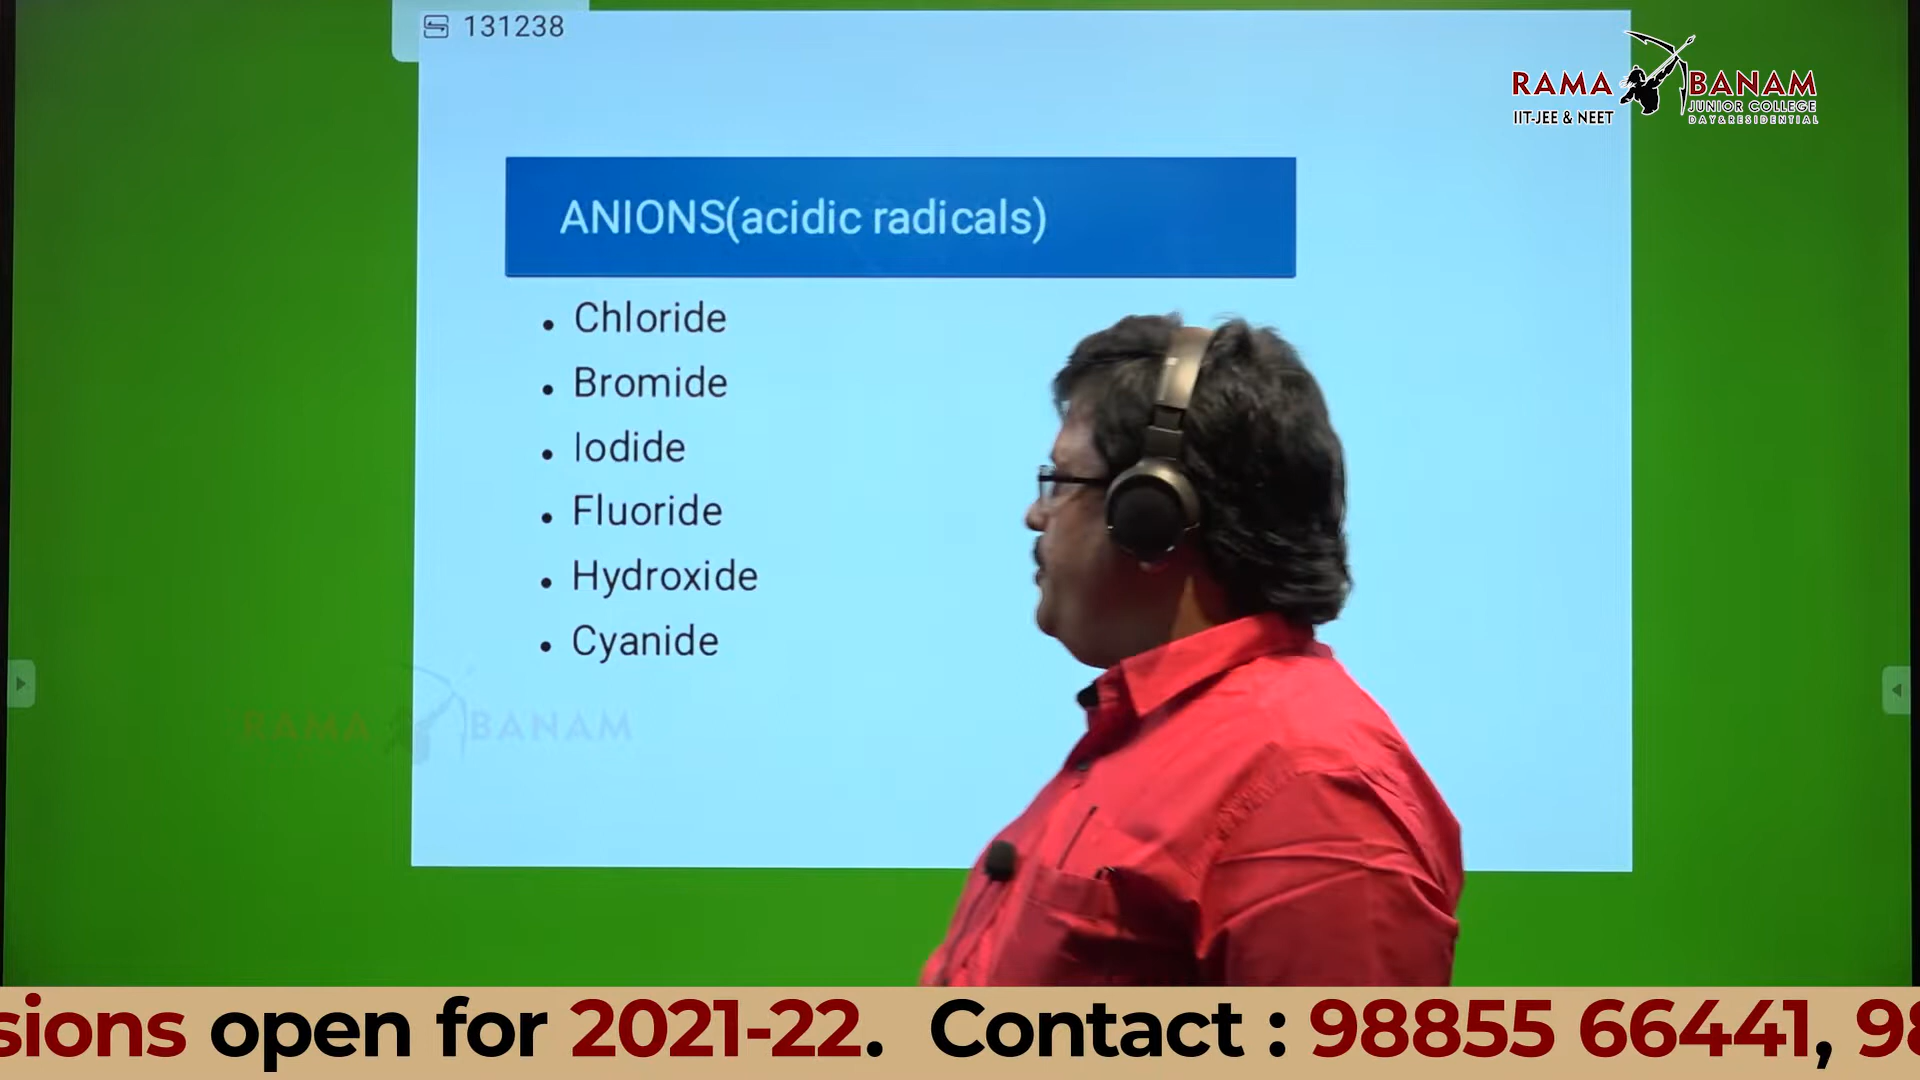 131238
RAMA BANAM
JUNIOR COLLEGE
IIT-JEE & NEET
DAY&RESIDENTIAL
ANIONS(acidic radicals)
• Chloride
• Bromide
• Iodide
• Fluoride
• Hydroxide
• Cyanide
RAMA BANAM
sions open for 2021-22. Contact : 98855 66441, 98